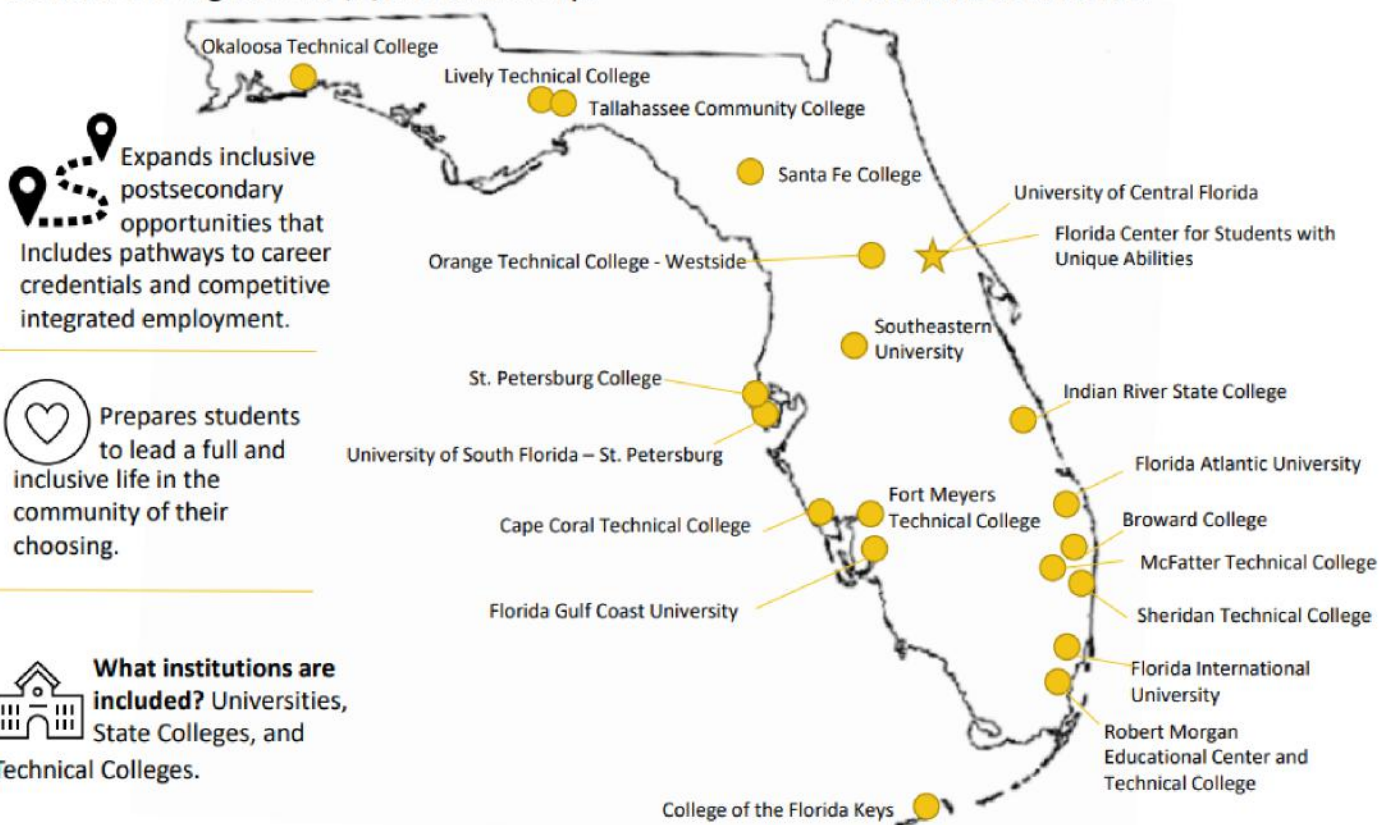 Okaloosa Technical College
Lively Technical College
Tallahassee Community College
Santa Fe College
University of Central Florida
Florida Center for Students with
Unique Abilities
Orange Technical College - Westside
Southeastern
University
St. Petersburg College
University of South Florida – St. Petersburg
Indian River State College
Florida Atlantic University
Fort Meyers
Technical College
Cape Coral Technical College
Broward College
McFatter Technical College
Florida Gulf Coast University
Sheridan Technical College
Florida International
University
Robert Morgan
Educational Center and
Technical College
College of the Florida Keys
Expands inclusive
postsecondary
opportunities that
Includes pathways to career
credentials and competitive
integrated employment.
Prepares students
to lead a full and
inclusive life in the
community of their
choosing.
What institutions are
included? Universities,
State Colleges, and
Technical Colleges.